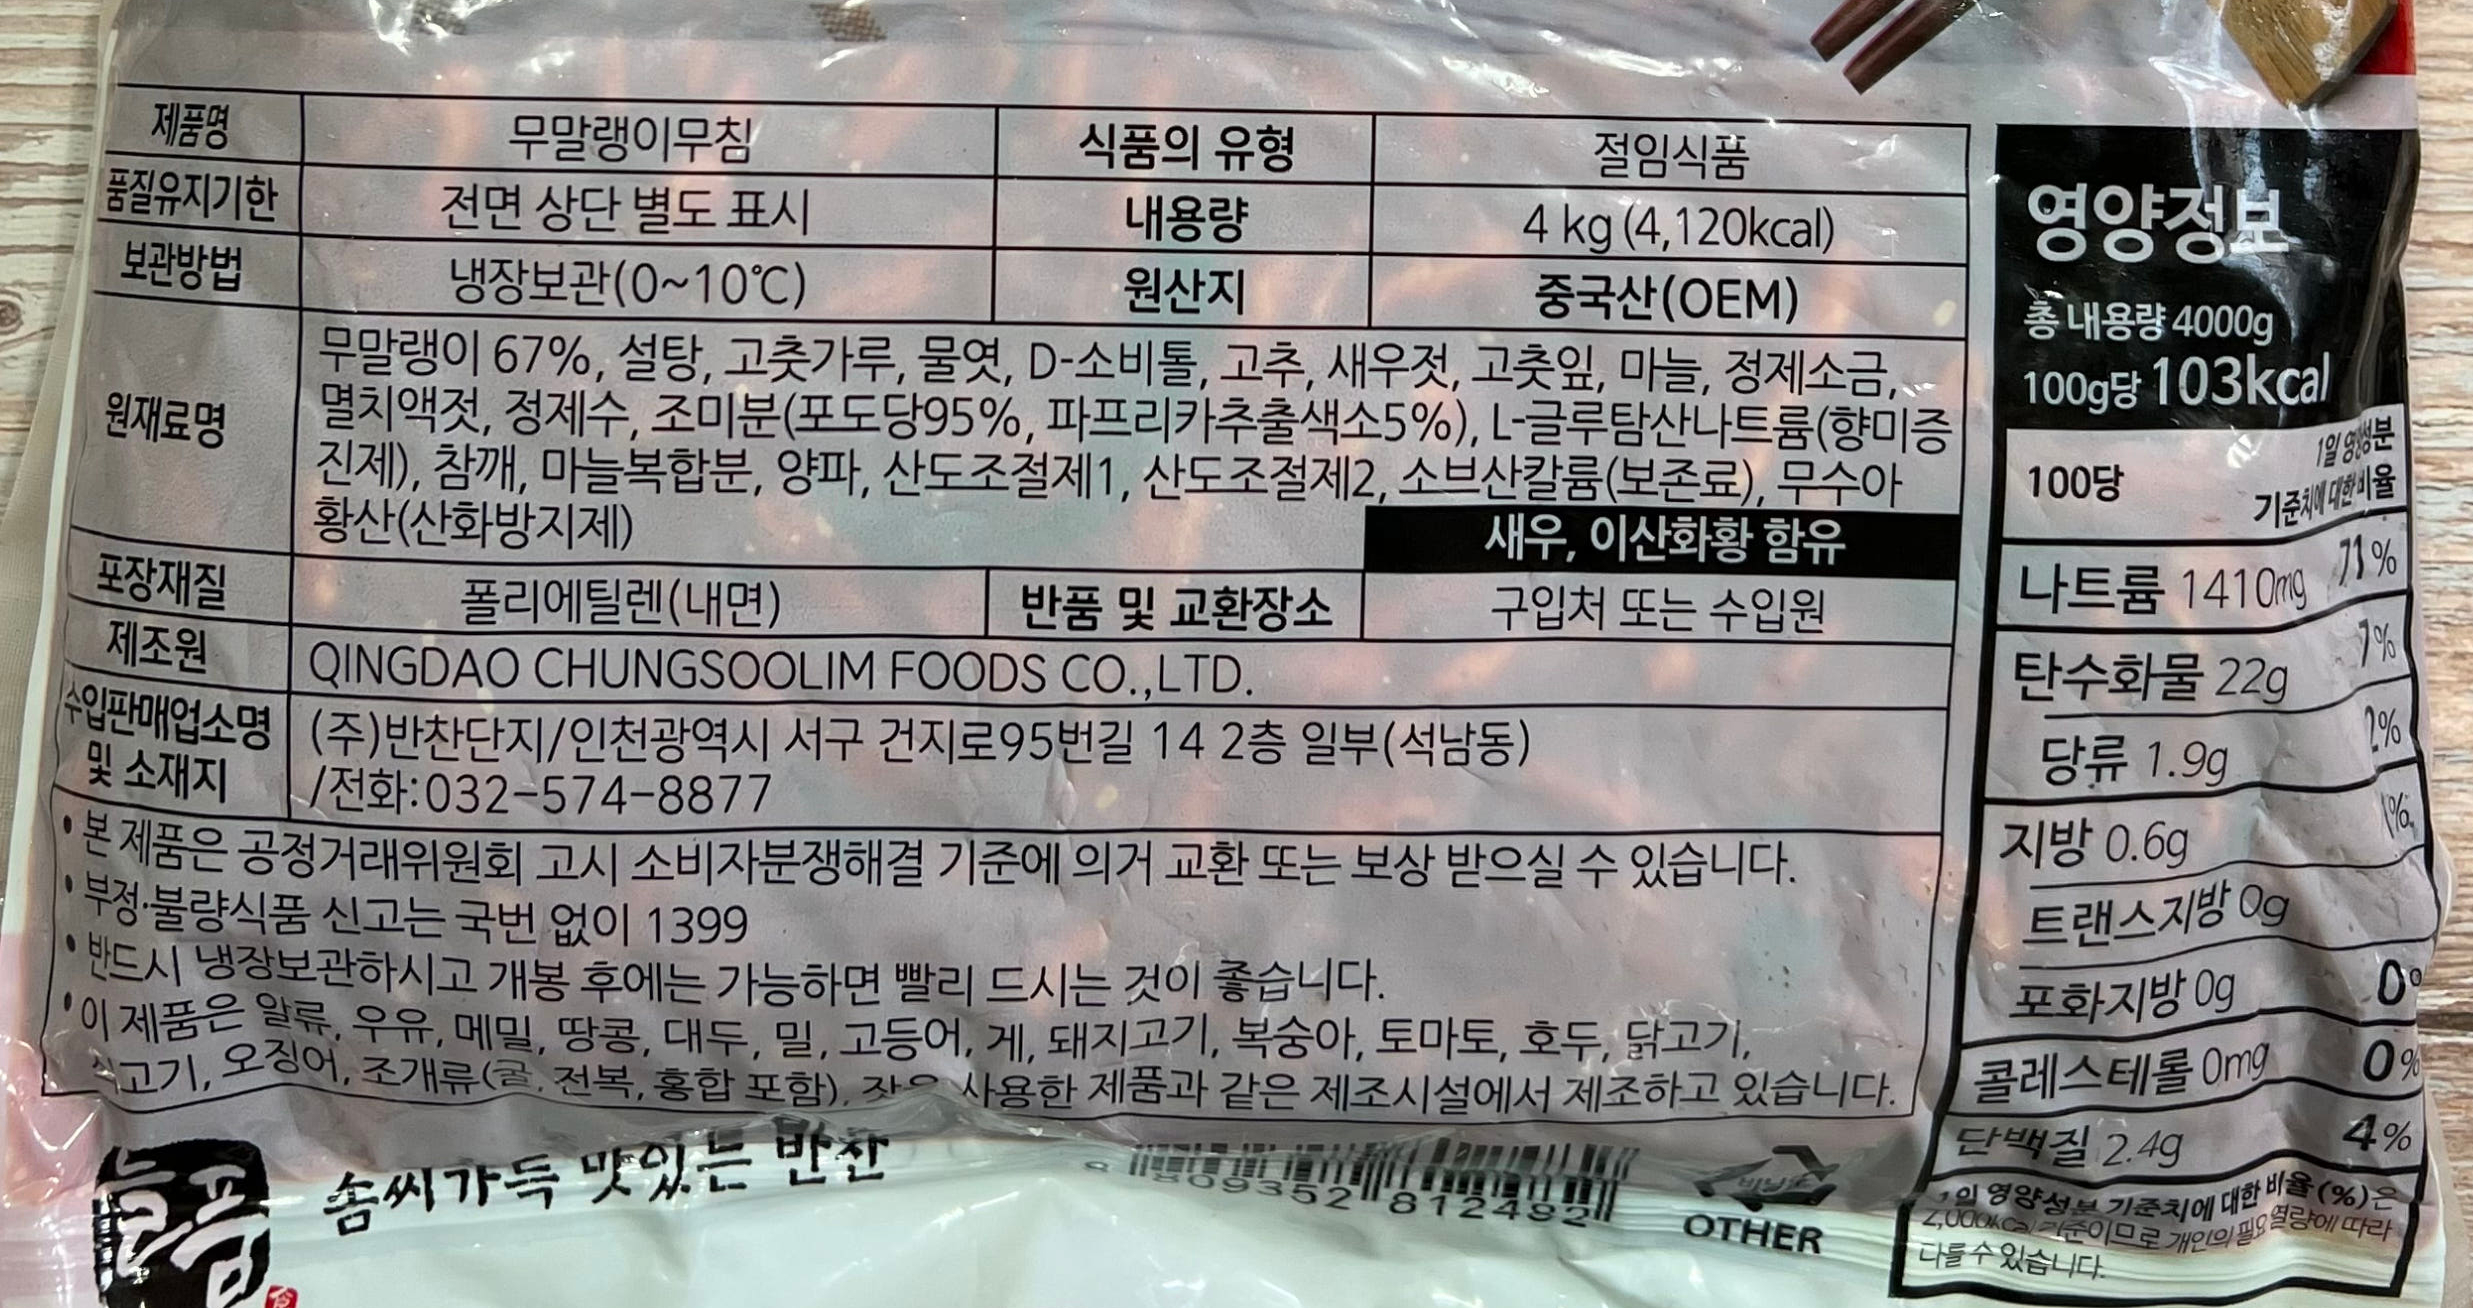 제품명 무말랭이무침 식품의 유형 절임식품
품질유지기한 전면 상단 별도 표시 내용량 4 kg (4,120kcal)
보관방법 냉장보관(0~10℃) 원산지 중국산(OEM)
원재료명
무말랭이 67%, 설탕, 고춧가루, 물엿, D-소비톨, 고추, 새우젓, 고춧잎, 마늘, 정제소금,
멸치액젓, 정제수, 조미분(포도당95%, 파프리카추출색소5%), L-글루탐산나트륨(향미증
진제), 참깨, 마늘복합분, 양파, 산도조절제1, 산도조절제2, 소브산칼륨(보존료), 무수아
황산(산화방지제)
새우, 이산화황 함유
포장재질 폴리에틸렌(내면) 반품 및 교환장소 구입처 또는 수입원
제조원 QINGDAO CHUNGSOOLIM FOODS CO.,LTD.
수입판매업소명
및 소재지
(주)반찬단지/인천광역시 서구 건지로95번길 14 2층 일부(석남동)
/전화:032-574-8877
• 본 제품은 공정거래위원회 고시 소비자분쟁해결 기준에 의거 교환 또는 보상 받으실 수 있습니다.
• 부정·불량식품 신고는 국번 없이 1399
• 반드시 냉장보관하시고 개봉 후에는 가능하면 빨리 드시는 것이 좋습니다.
• 이 제품은 알류, 우유, 메밀, 땅콩, 대두, 밀, 고등어, 게, 돼지고기, 복숭아, 토마토, 호두, 닭고기,
오징어, 조개류(굴, 전복, 홍합 포함), 사용한 제품과 같은 제조시설에서 제조하고 있습니다.
영양정보
총 내용량 4000g
100g당 103kcal
100당
1일 영양성분
기준치에 대한 비율
나트륨 1410mg 71%
탄수화물 22g 7%
당류 1.9g 2%
지방 0.6g 1%
트랜스지방 0g
포화지방 0g 0%
콜레스테롤 0mg 0%
단백질 2.4g 4%
1일 영양성분 기준치에 대한 비율(%)은
2,000kcal 기준이므로 개인의 필요 열량에 따라
다를 수 있습니다.
솜씨가득 맛있는 반찬
812492
OTHER